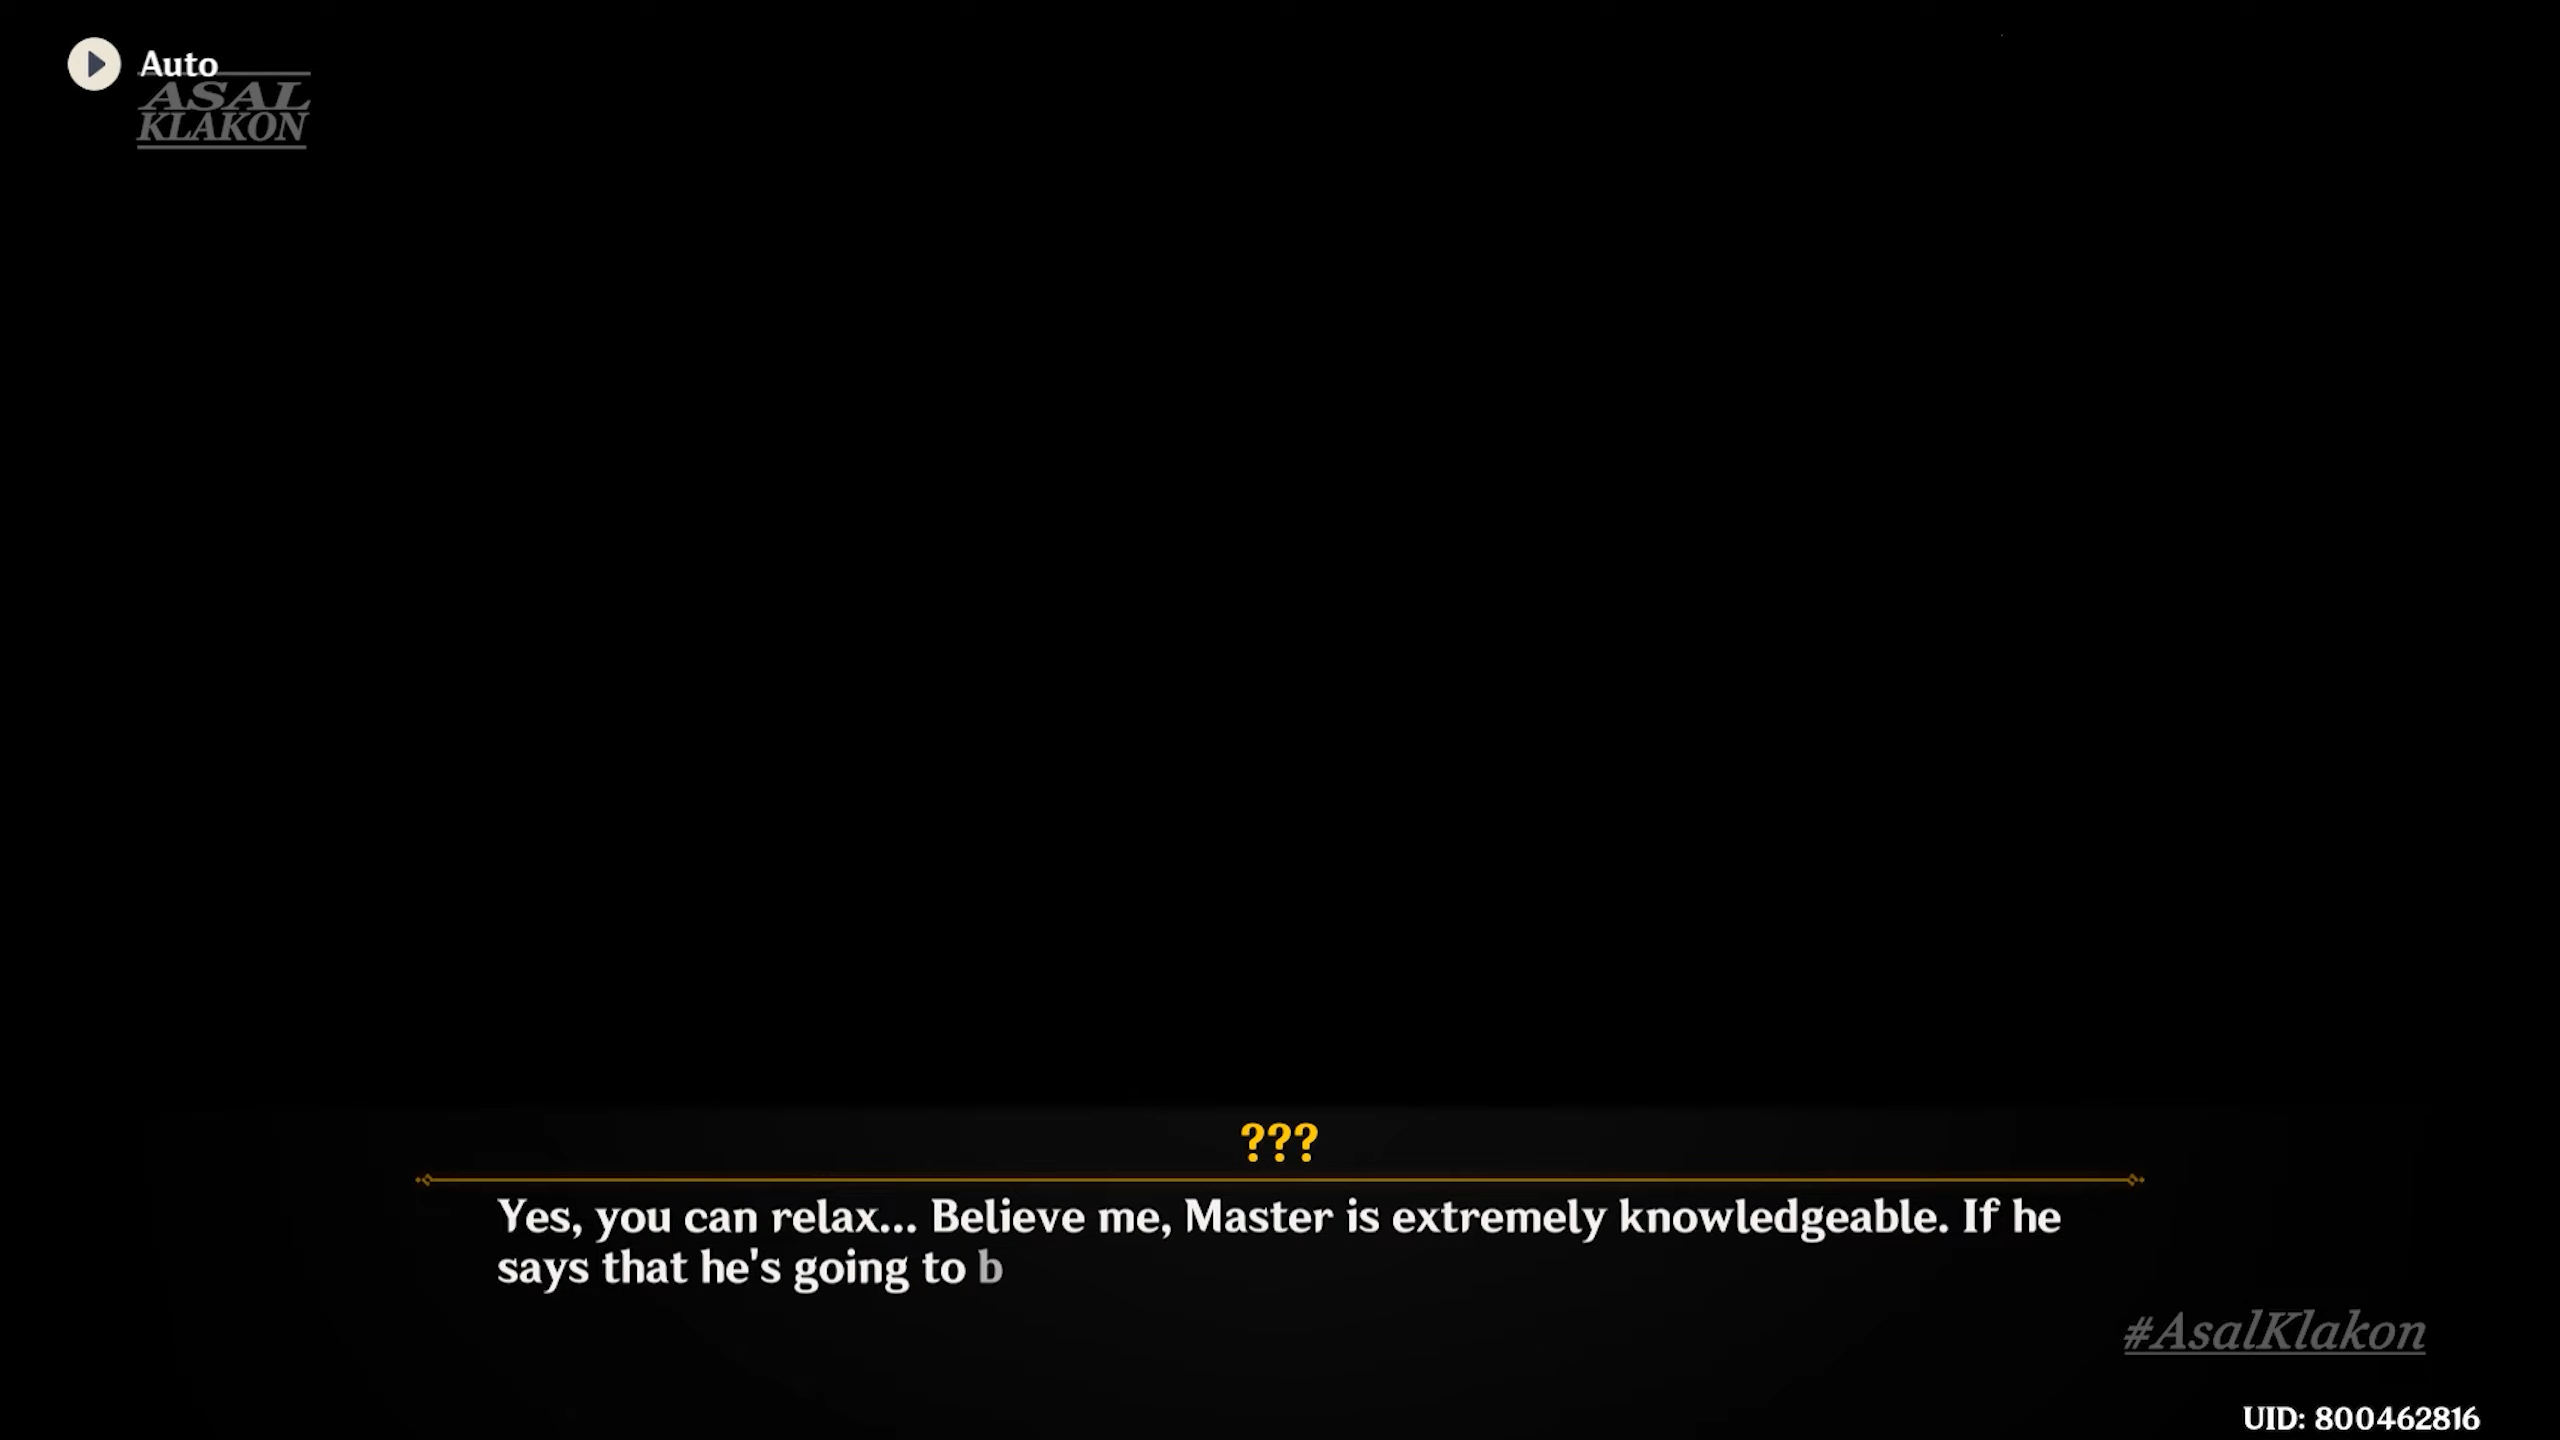 Auto
ASAL
KLAKON
???
Yes, you can relax... Believe me, Master is extremely knowledgeable. If he
says that he's going to b
#AsalKlakon
UID: 800462816